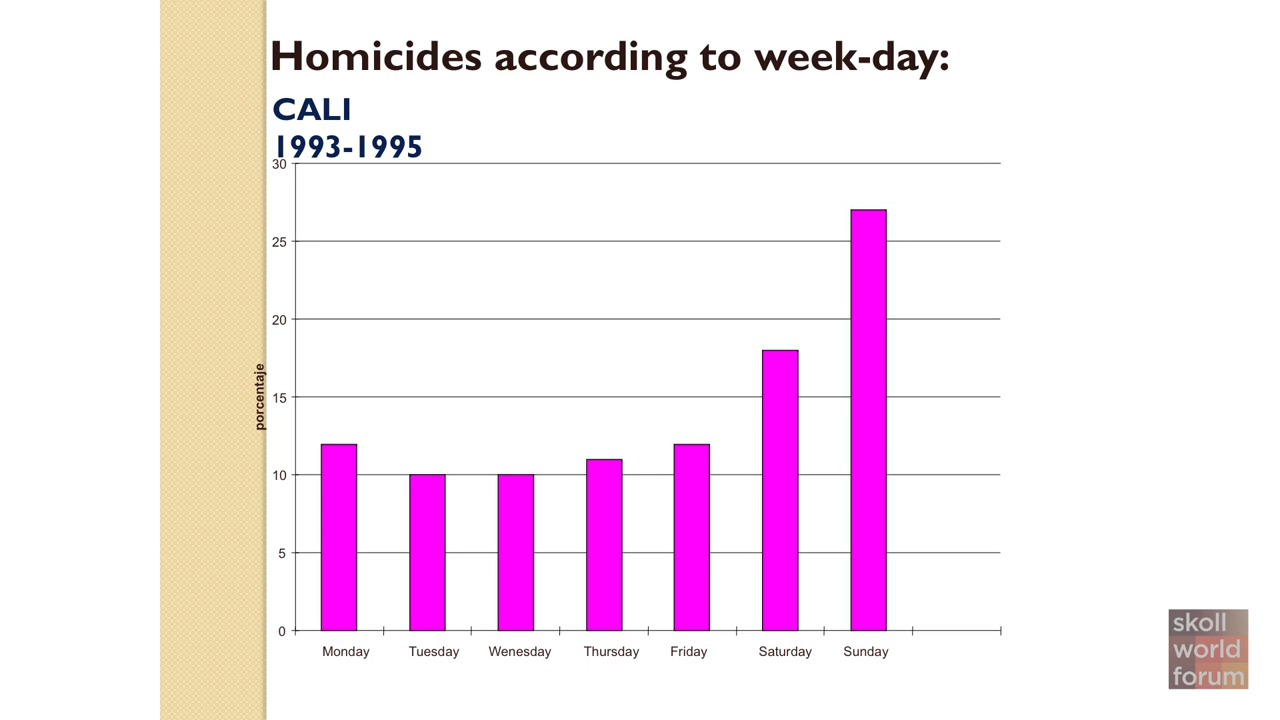 Homicides according to week-day:
CALI
1993-1995
porcentaje
30
25
20
15
10
5
0
Monday Tuesday Wenesday Thursday Friday Saturday Sunday
skoll
world
forum